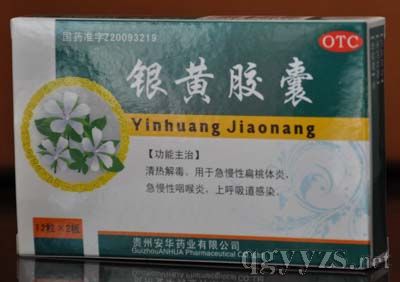 国药准字Z20093219
OTC
银黄胶囊
Yinhuang Jiaonang
【功能主治】
清热解毒。用于急慢性扁桃体炎、
急慢性咽喉炎、上呼吸道感染。
12粒×2板
贵州安华药业有限公司
GuizhouANHUA Pharmaceutical Co
qgyyzs.net